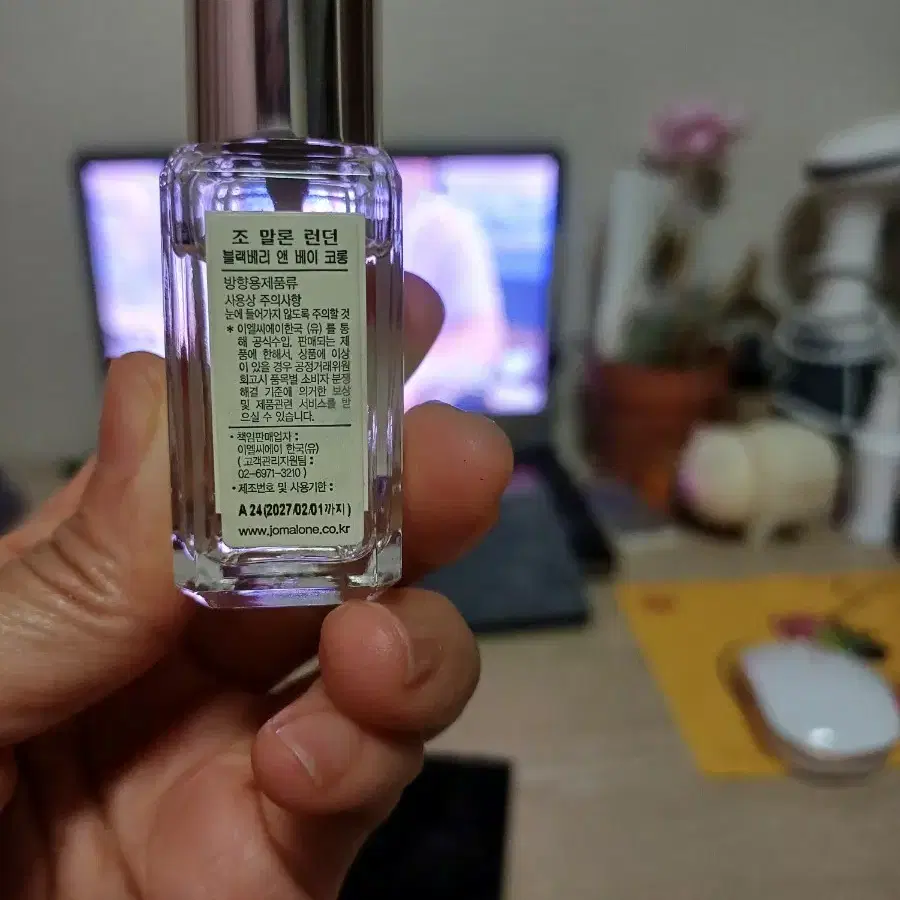 조 말론 런던
블랙베리 앤 베이 코롱
방향용제품류
사용상 주의사항
눈에 들어가지 않도록 주의할 것
* 이엘씨에이한국 (유) 를 통
해 공식수입, 판매되는 제
품에 한해서, 상품에 이상
이 있을 경우 공정거래위원
회고시 품목별 소비자 분쟁
해결 기준에 의거한 보상
및 제품관련 서비스를 받
으실 수 있습니다.
• 책임판매업자 :
이엘씨에이 한국(유)
( 고객관리지원팀 :
02-6971-3210 )
• 제조번호 및 사용기한 :
A 24(2027/02/01까지)
www.jomalone.co.kr